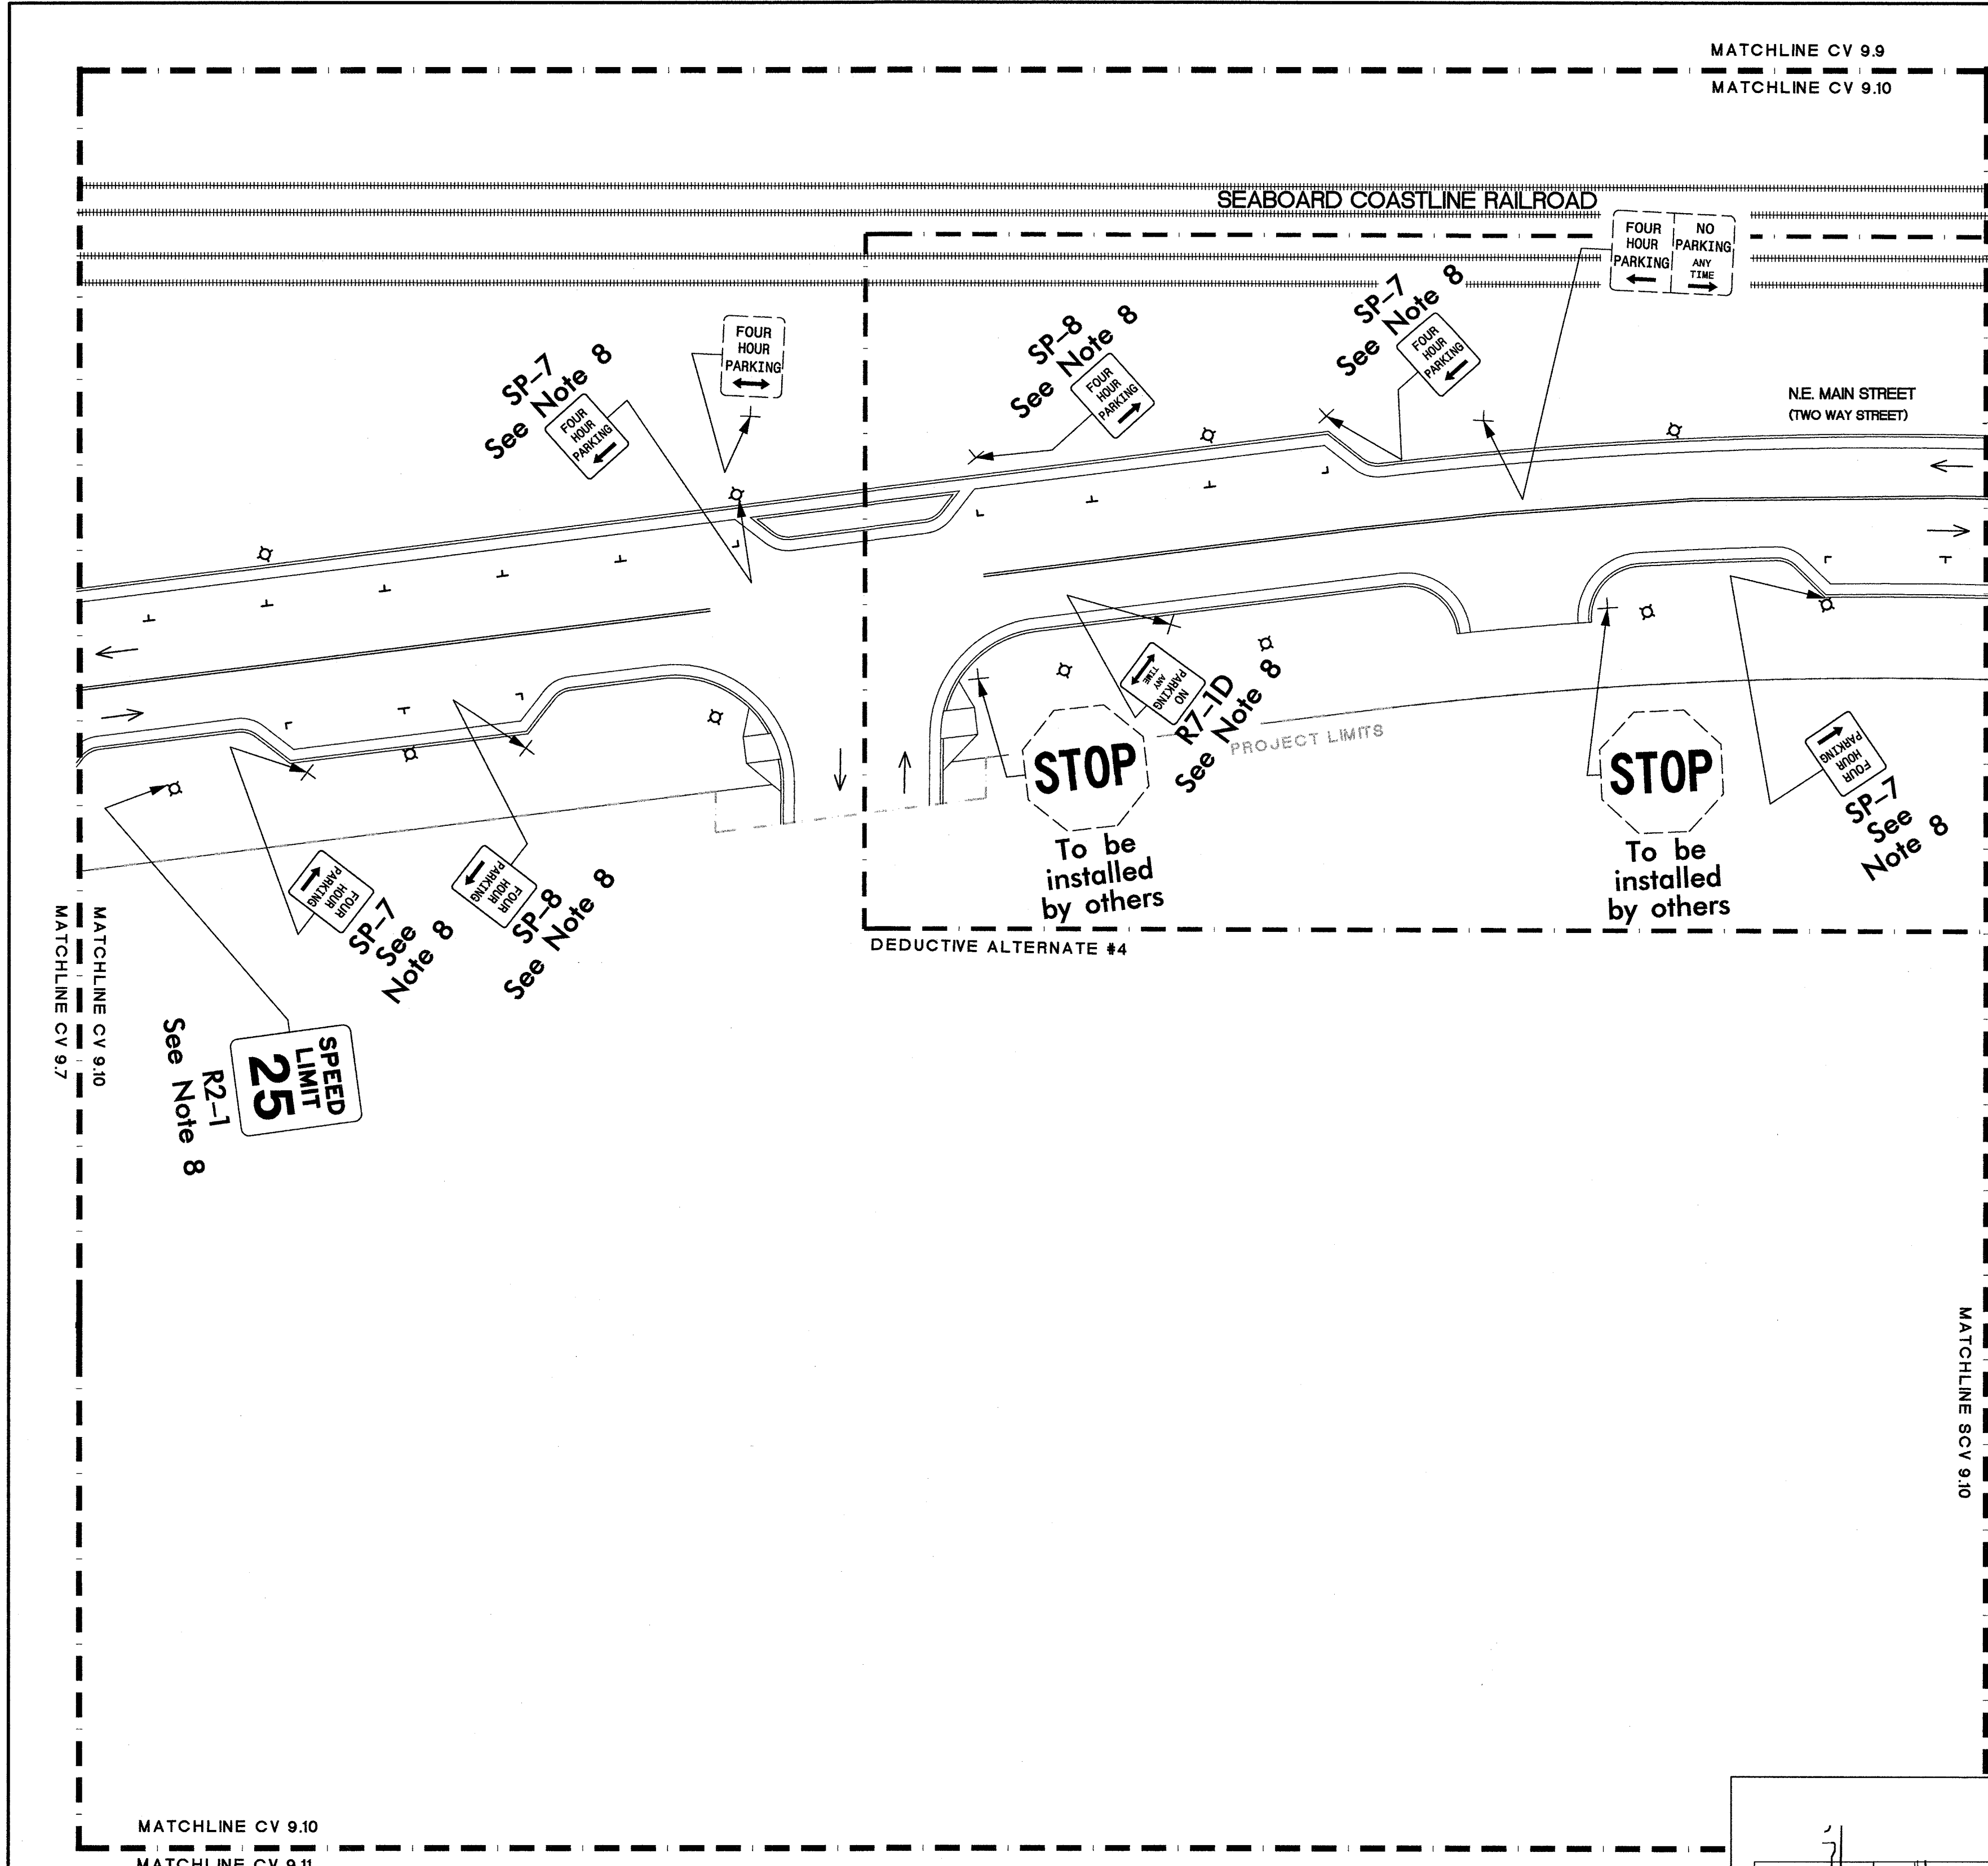 MATCHLINE CV 9.9
MATCHLINE CV 9.10
SEABOARD COASTLINE RAILROAD
FOUR
HOUR
PARKING
NO
PARKING
ANY
TIME
N.E. MAIN STREET
(TWO WAY STREET)
SP-7
See Note 8
FOUR
HOUR
PARKING
FOUR
HOUR
PARKING
SP-8
See Note 8
FOUR
HOUR
PARKING
SP-7
See Note 8
FOUR
HOUR
PARKING
NO
PARKING
ANY
TIME
R7-1D
See Note 8
PROJECT LIMITS
STOP
To be
installed
by others
STOP
To be
installed
by others
FOUR
HOUR
PARKING
SP-7
See
Note 8
FOUR
HOUR
PARKING
SP-7
See
Note 8
FOUR
HOUR
PARKING
SP-8
See Note 8
DEDUCTIVE ALTERNATE #4
MATCHLINE CV 9.10
MATCHLINE CV 9.7
SPEED
LIMIT
25
R2-1
See Note 8
MATCHLINE SCV 9.10
MATCHLINE CV 9.10
MATCHLINE CV 9.11